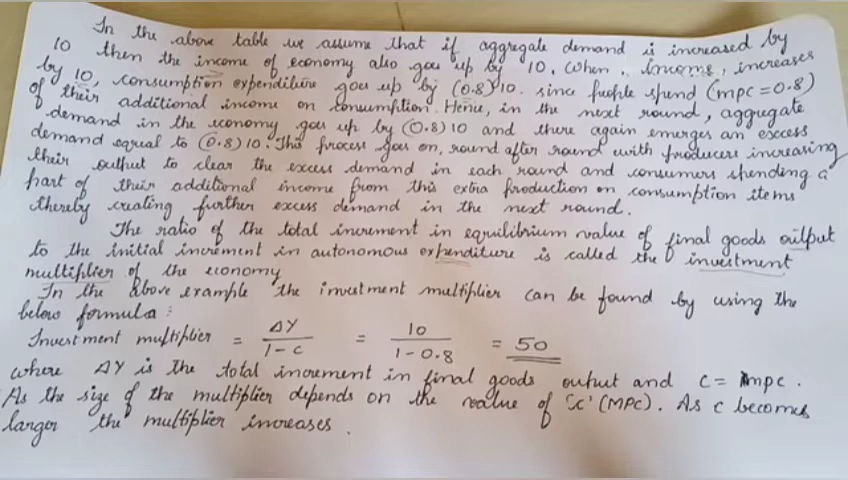 In the above table we assume that if aggregate demand is increased by
10 then the income of economy also goes up by 10. When income, increases
by 10, consumption expenditure goes up by (0.8)10. since people spend (mpc=0.8)
of their additional income on consumption. Hence, in the next round, aggregate
demand in the economy goes up by (0.8)10 and there again emerges an excess
demand equal to (0.8)10. This process goes on, round after round with producers increasing
their output to clear the excess demand in each round and consumers spending a
part of their additional income from this extra production on consumption items
thereby creating further excess demand in the next round.
The ratio of the total increment in equilibrium value of final goods output
to the initial increment in autonomous expenditure is called the investment
multiplier of the economy
In the above example the investment multiplier can be found by using the
below formula:
Investment multiplier = ΔY / 1-c = 10 / 1-0.8 = 50
where ΔY is the total increment in final goods output and c= mpc.
As the size of the multiplier depends on the value of 'c' (MPC). As c becomes
larger the multiplier increases.